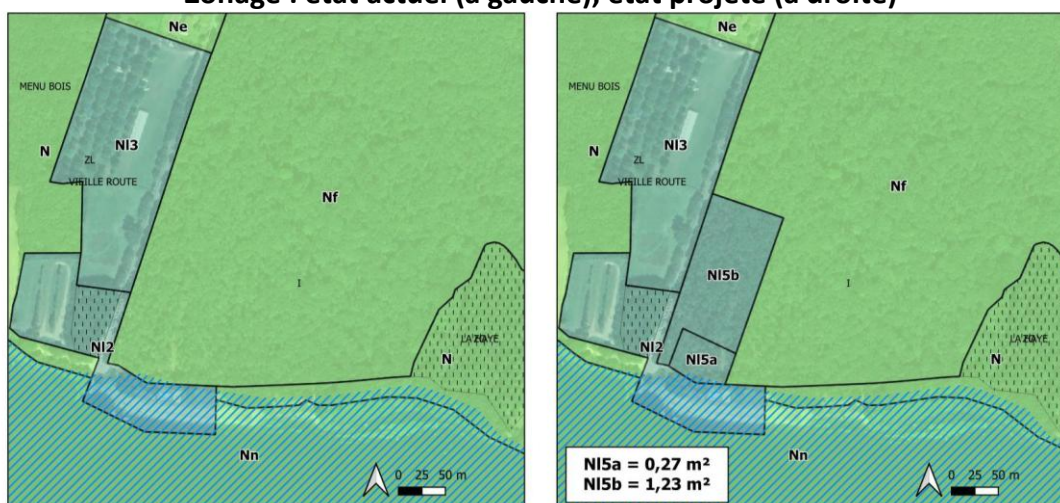 Zonage : état actuel (à gauche), état projeté (à droite)
Ne
MENU BOIS
N
Nl3
ZL
VIEILLE ROUTE
Nf
I
Nl2
N
Nn
0 25 50 m
Ne
MENU BOIS
N
Nl3
ZL
VIEILLE ROUTE
Nf
Nl5b
I
Nl2
Nl5a
N
Nn
Nl5a = 0,27 m²
Nl5b = 1,23 m²
0 25 50 m